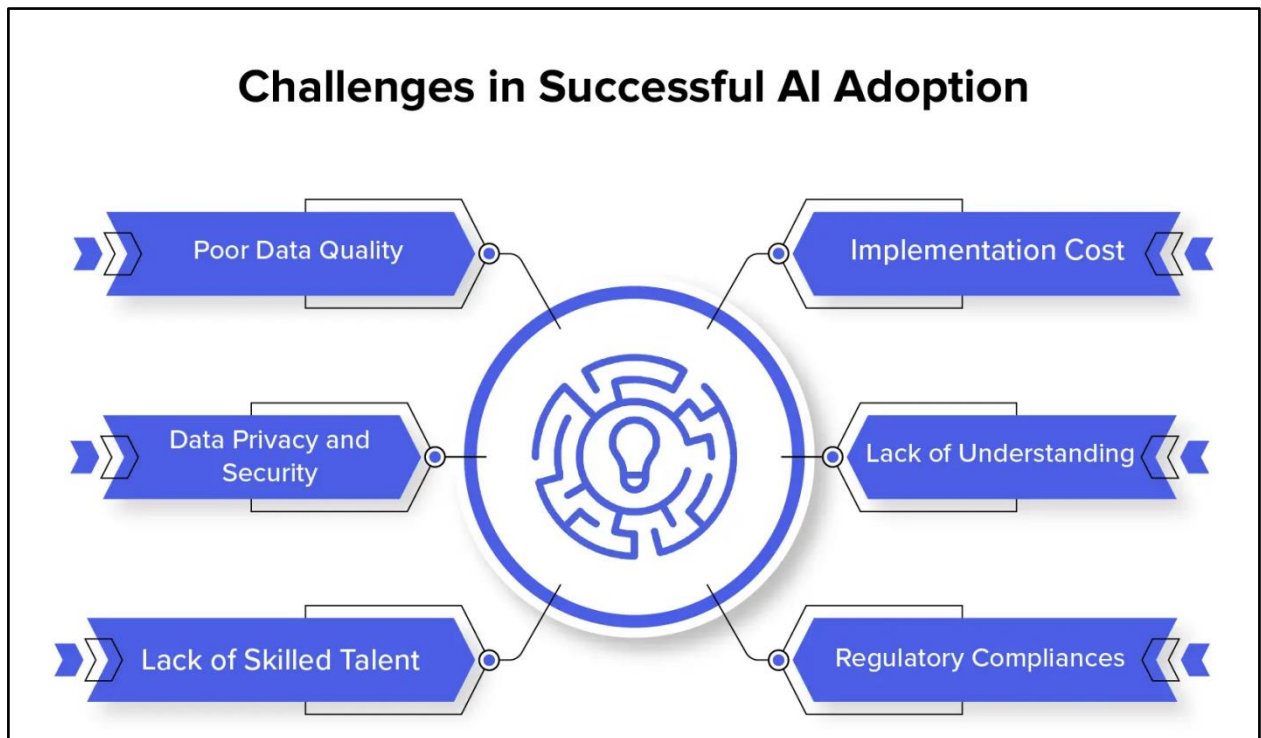 Challenges in Successful AI Adoption
Poor Data Quality
Implementation Cost
Data Privacy and
Security
Lack of Understanding
Lack of Skilled Talent
Regulatory Compliances